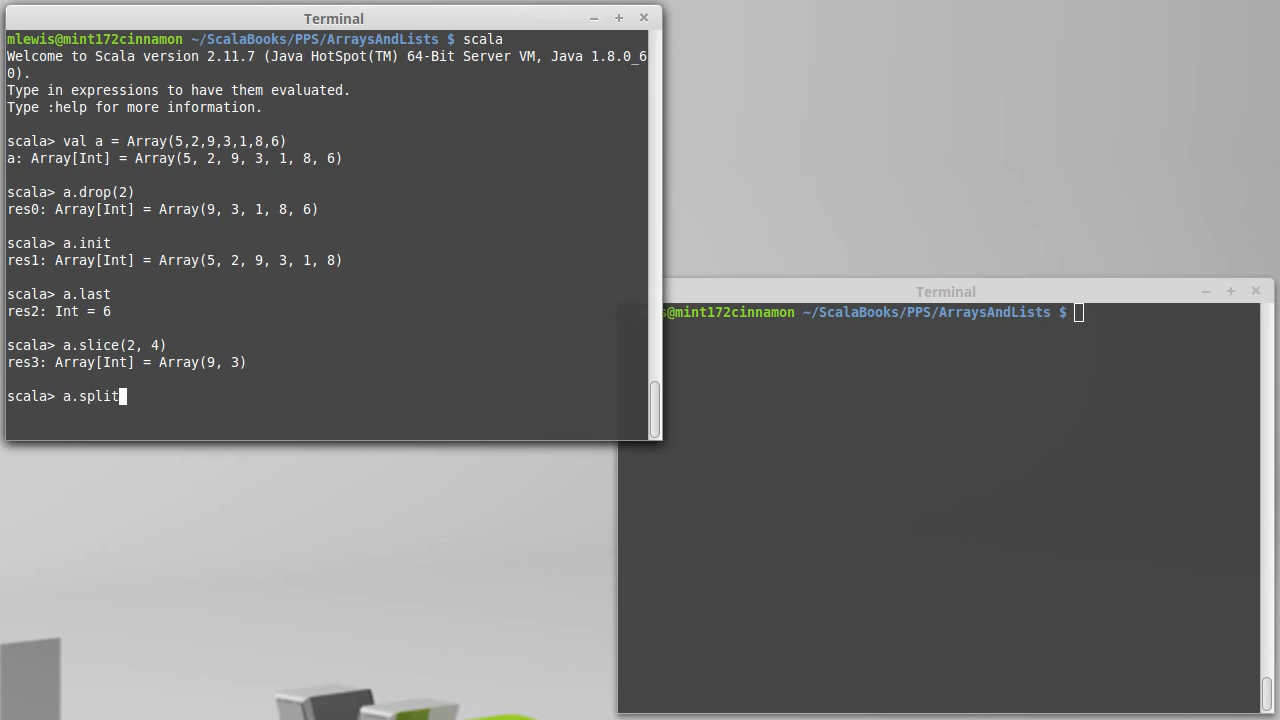 Terminal
mlewis@mint172cinnamon ~/ScalaBooks/PPS/ArraysAndLists $ scala
Welcome to Scala version 2.11.7 (Java HotSpot(TM) 64-Bit Server VM, Java 1.8.0_6
0).
Type in expressions to have them evaluated.
Type :help for more information.
scala> val a = Array(5,2,9,3,1,8,6)
a: Array[Int] = Array(5, 2, 9, 3, 1, 8, 6)
scala> a.drop(2)
res0: Array[Int] = Array(9, 3, 1, 8, 6)
scala> a.init
res1: Array[Int] = Array(5, 2, 9, 3, 1, 8)
scala> a.last
res2: Int = 6
scala> a.slice(2, 4)
res3: Array[Int] = Array(9, 3)
scala> a.split
Terminal
s@mint172cinnamon ~/ScalaBooks/PPS/ArraysAndLists $